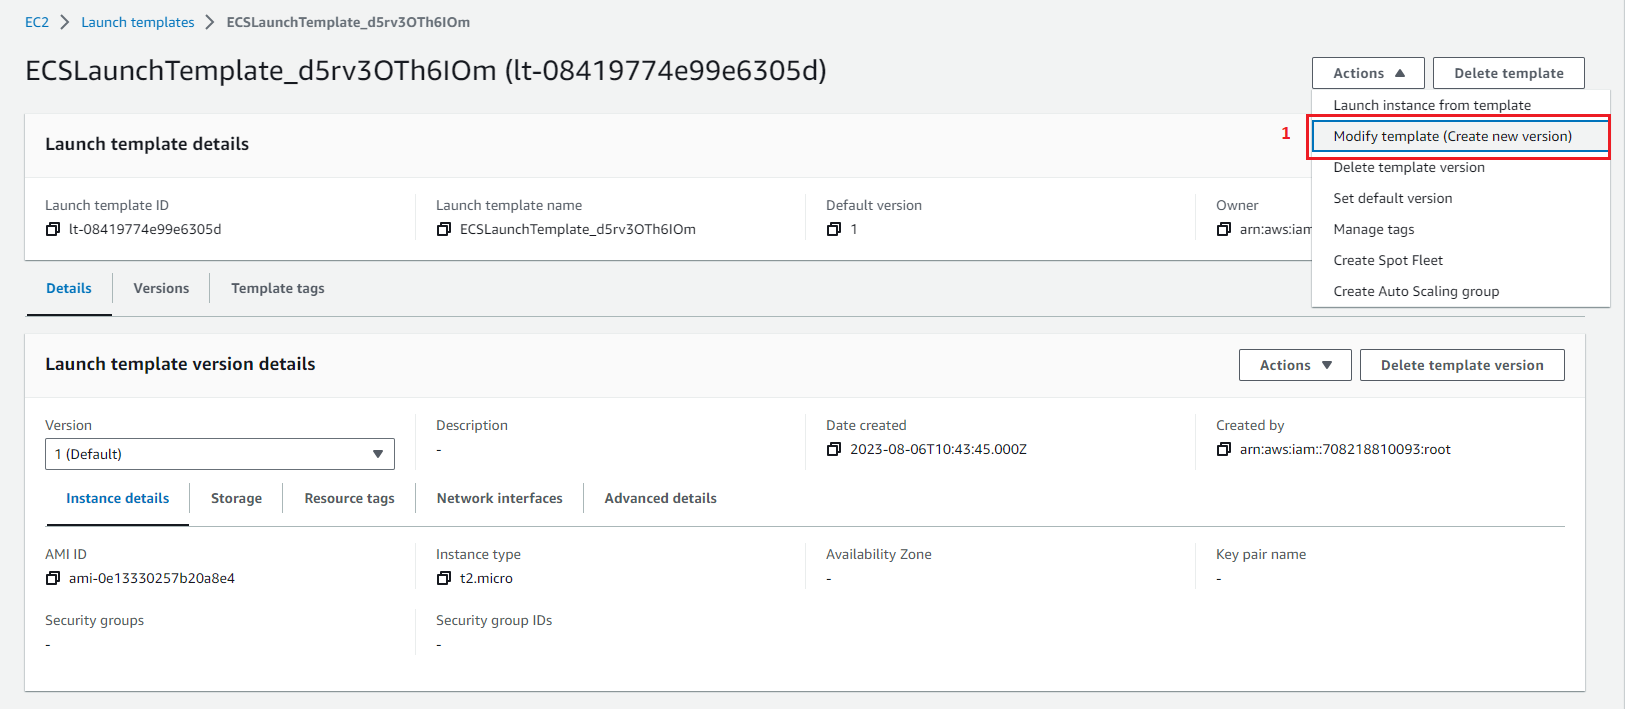 EC2 > Launch templates > ECSLaunchTemplate_d5rv3OTh6IOm
ECSLaunchTemplate_d5rv3OTh6IOm (lt-08419774e99e6305d)
Actions Delete template
Launch instance from template
1 Modify template (Create new version)
Delete template version
Set default version
Manage tags
Create Spot Fleet
Create Auto Scaling group
Launch template details
Launch template ID Launch template name Default version Owner
lt-08419774e99e6305d ECSLaunchTemplate_d5rv3OTh6IOm 1 arn:aws:iam
Details Versions Template tags
Launch template version details Actions Delete template version
Version Description Date created Created by
1 (Default) - 2023-08-06T10:43:45.000Z arn:aws:iam::708218810093:root
Instance details Storage Resource tags Network interfaces Advanced details
AMI ID Instance type Availability Zone Key pair name
ami-0e13330257b20a8e4 t2.micro - -
Security groups Security group IDs
- -